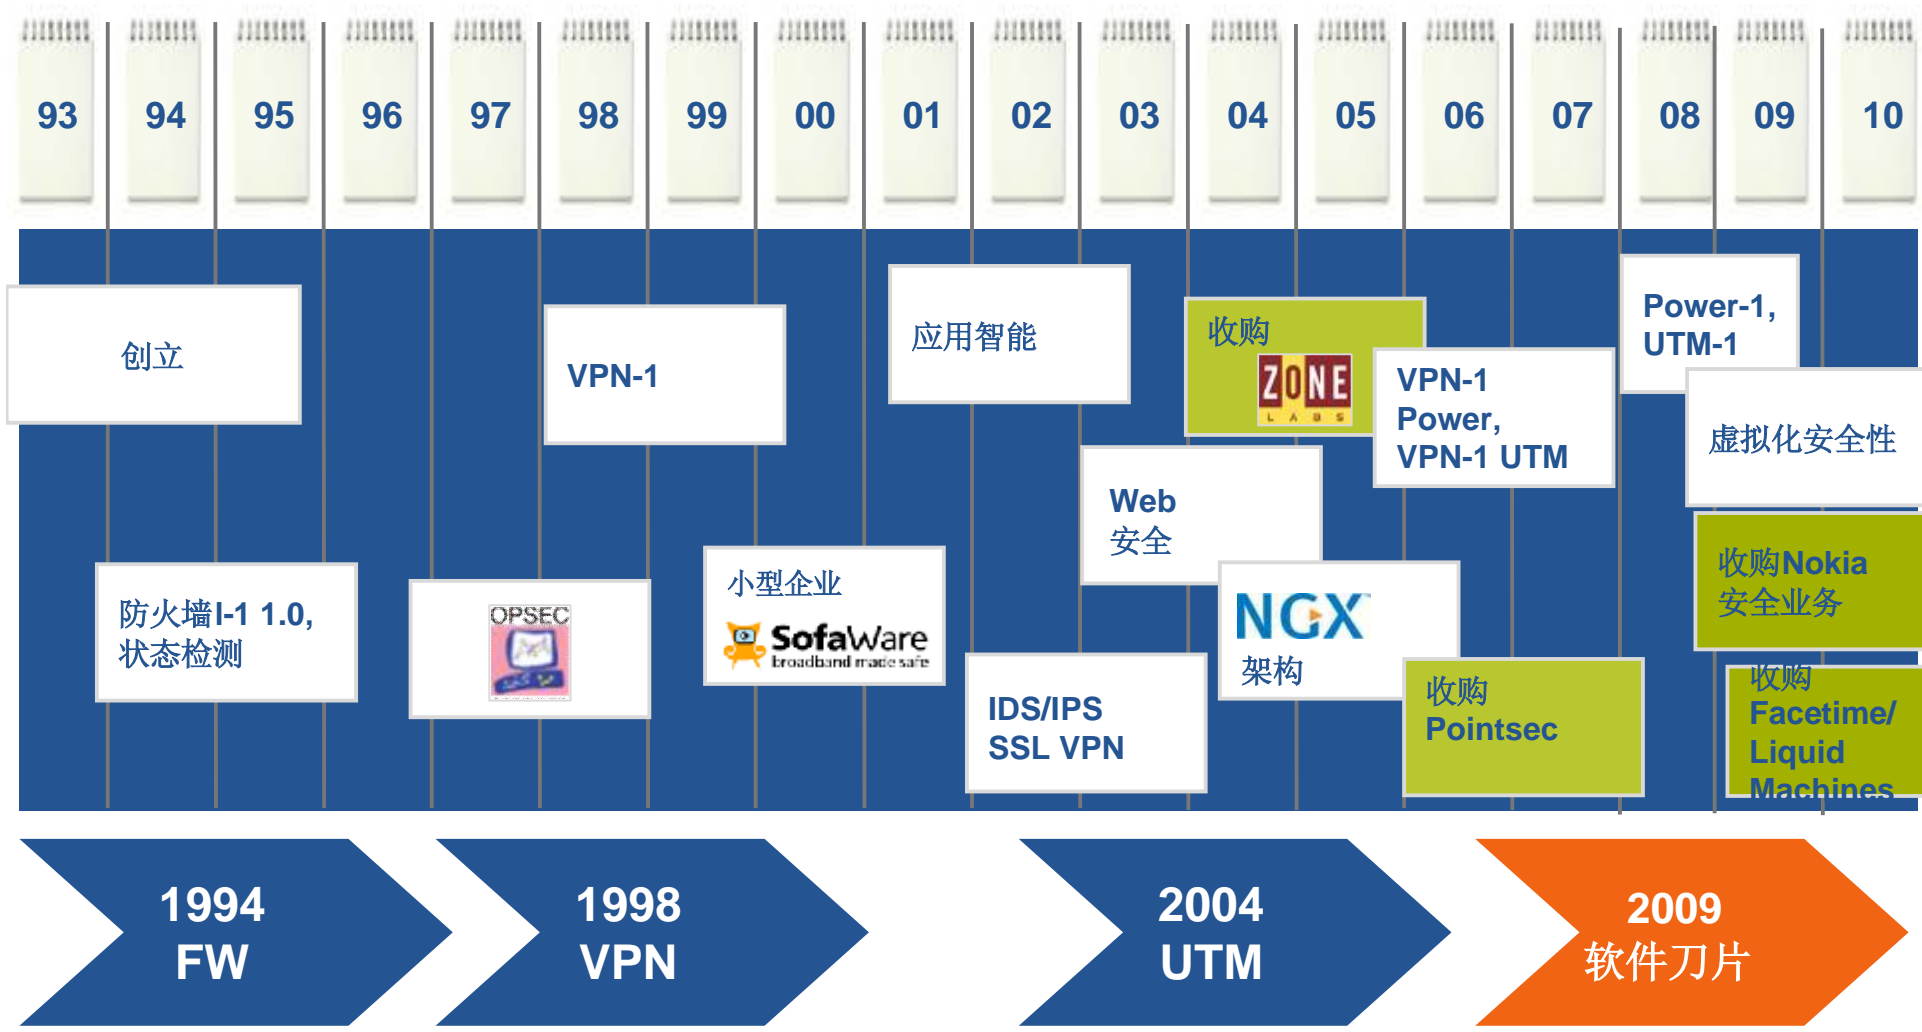 93 94 95 96 97 98 99 00 01 02 03 04 05 06 07 08 09 10
创立
防火墙I-1 1.0,
状态检测
OPSEC
VPN-1
小型企业
SofaWare
broadband made safe
应用智能
IDS/IPS
SSL VPN
Web
安全
收购
ZONE
LABS
NGX
架构
VPN-1
Power,
VPN-1 UTM
收购
Pointsec
Power-1,
UTM-1
虚拟化安全性
收购Nokia
安全业务
收购
Facetime/
Liquid
Machines
1994
FW
1998
VPN
2004
UTM
2009
软件刀片